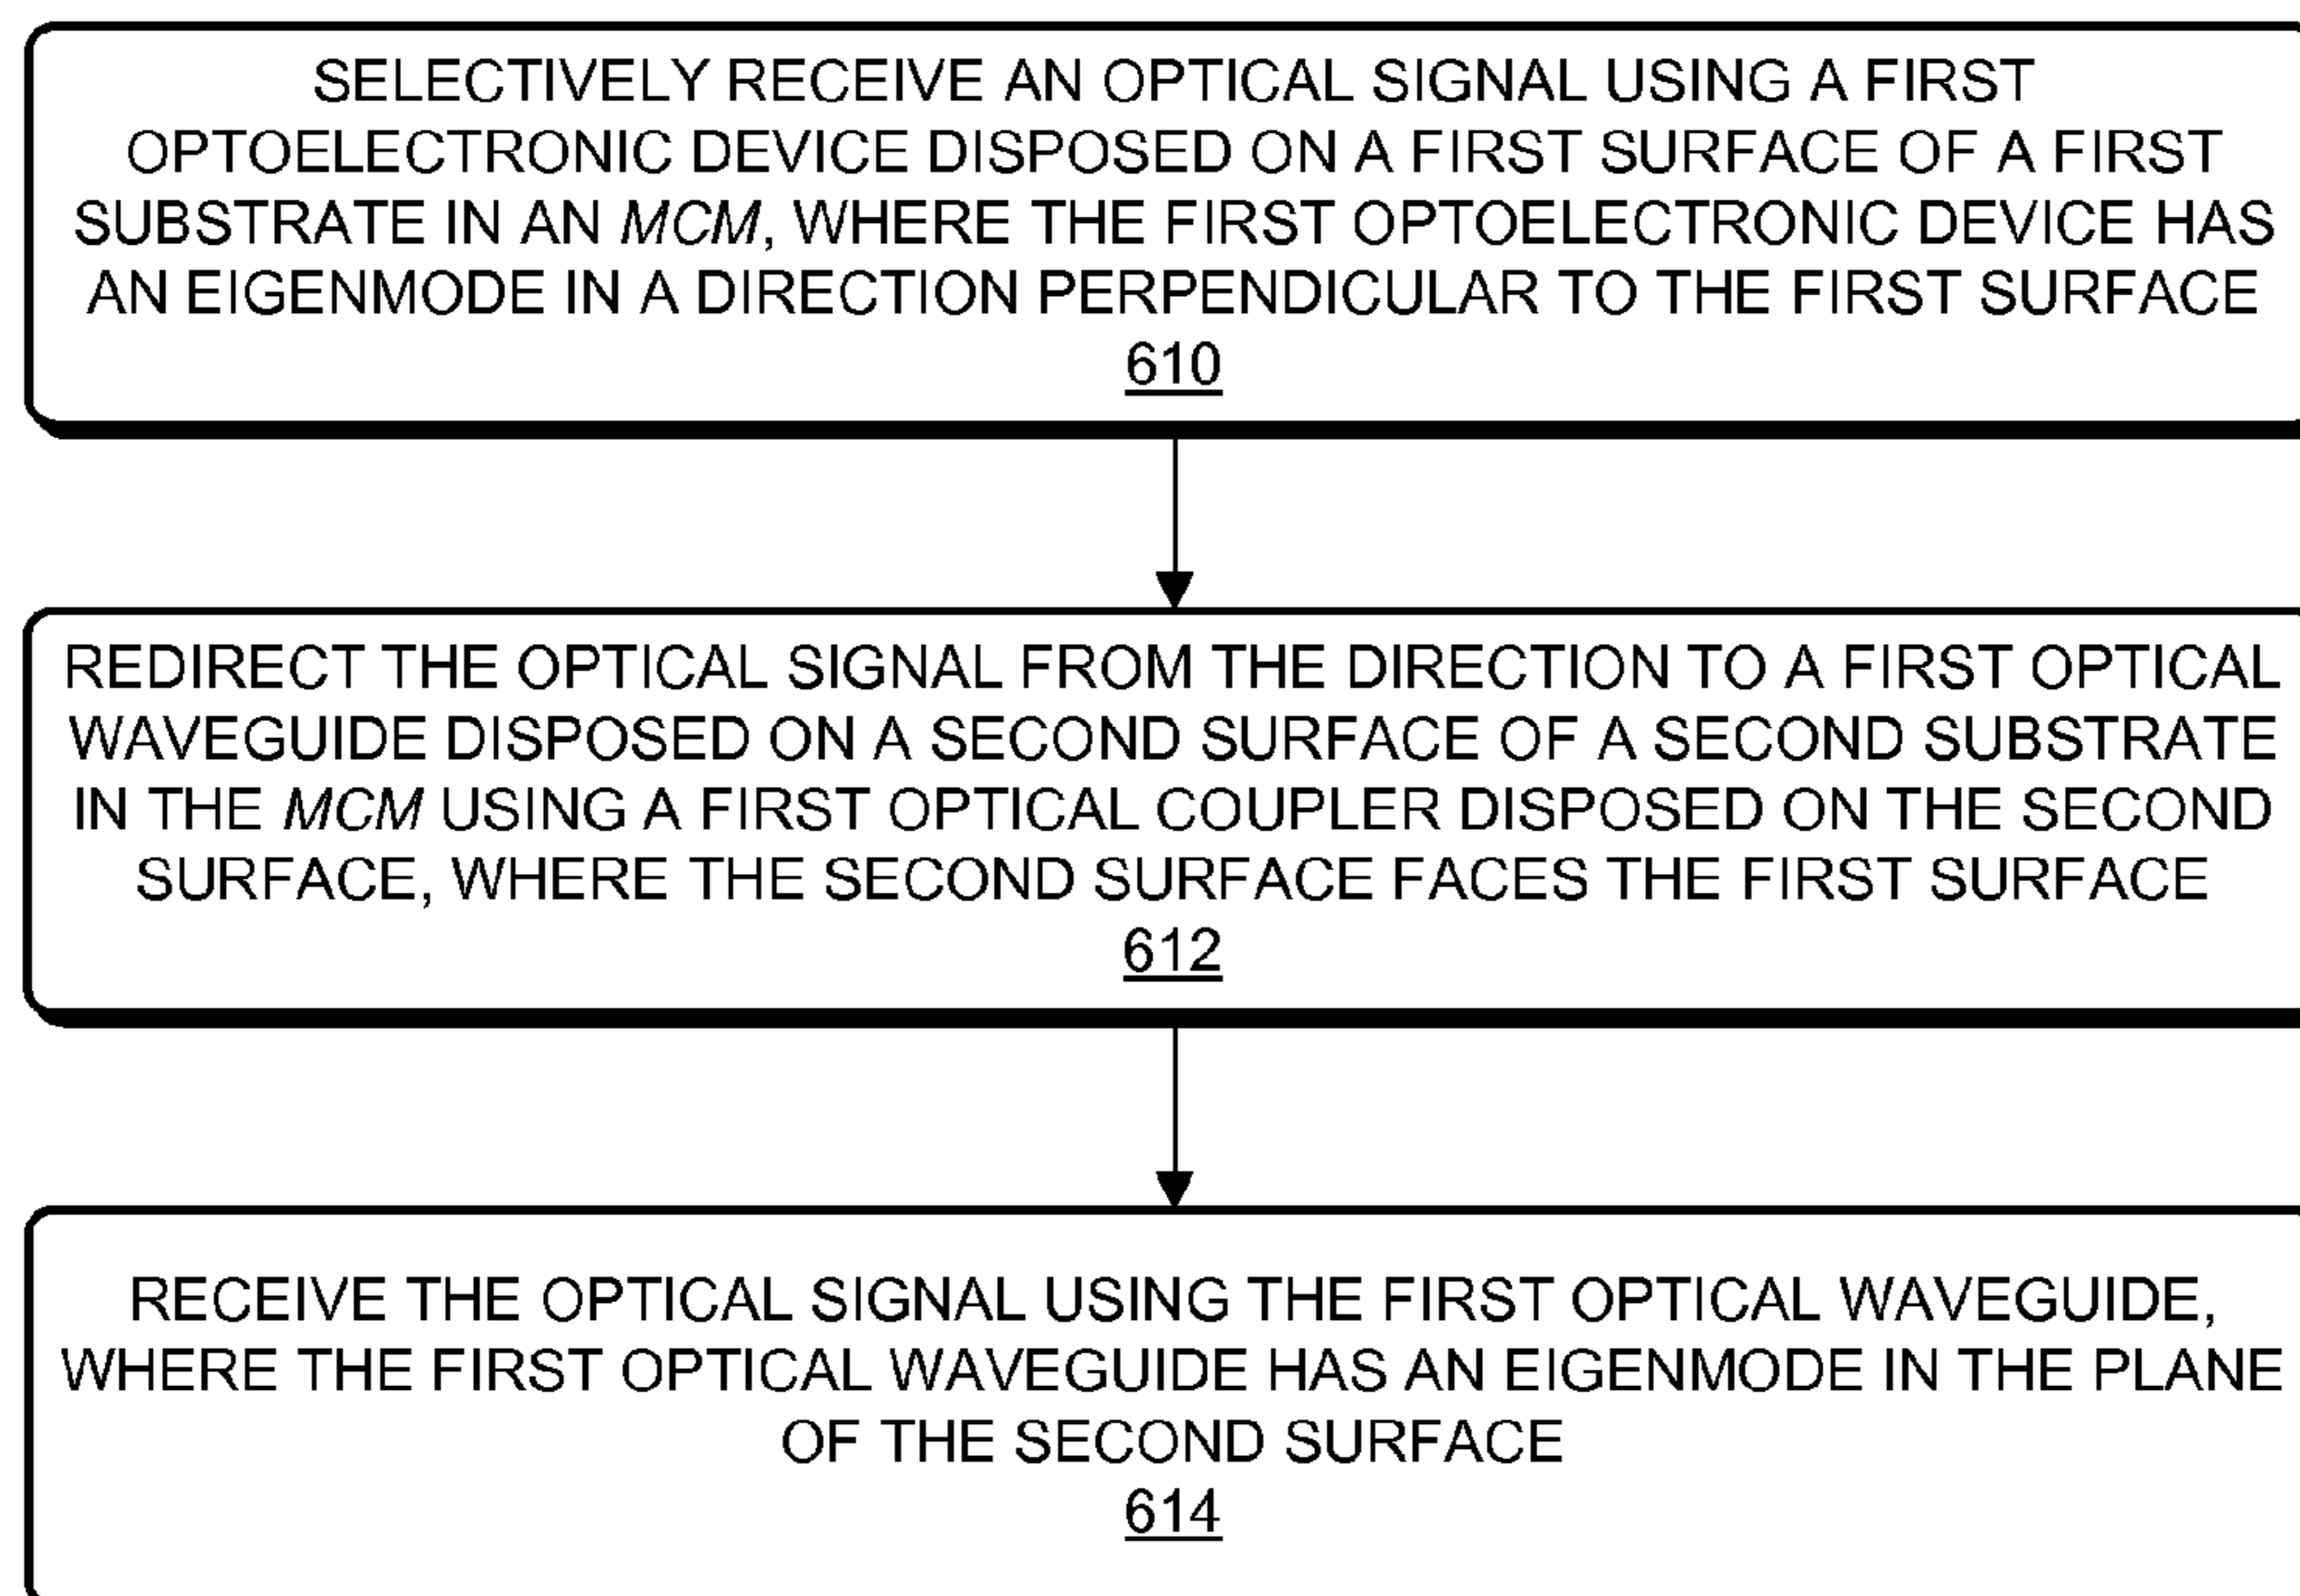 SELECTIVELY RECEIVE AN OPTICAL SIGNAL USING A FIRST
OPTOELECTRONIC DEVICE DISPOSED ON A FIRST SURFACE OF A FIRST
SUBSTRATE IN AN MCM, WHERE THE FIRST OPTOELECTRONIC DEVICE HAS
AN EIGENMODE IN A DIRECTION PERPENDICULAR TO THE FIRST SURFACE
610
REDIRECT THE OPTICAL SIGNAL FROM THE DIRECTION TO A FIRST OPTICAL
WAVEGUIDE DISPOSED ON A SECOND SURFACE OF A SECOND SUBSTRATE
IN THE MCM USING A FIRST OPTICAL COUPLER DISPOSED ON THE SECOND
SURFACE, WHERE THE SECOND SURFACE FACES THE FIRST SURFACE
612
RECEIVE THE OPTICAL SIGNAL USING THE FIRST OPTICAL WAVEGUIDE,
WHERE THE FIRST OPTICAL WAVEGUIDE HAS AN EIGENMODE IN THE PLANE
OF THE SECOND SURFACE
614